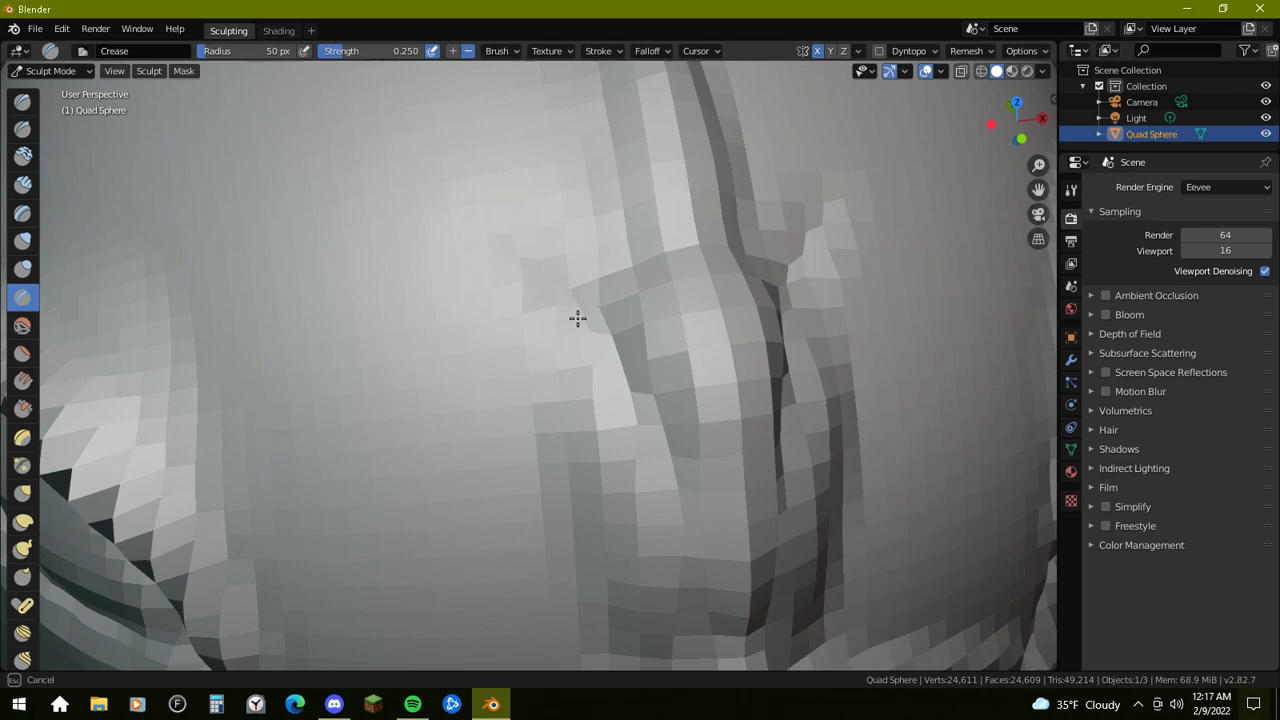 Blender
File Edit Render Window Help Sculpting Shading + Scene View Layer
Crease Radius 50 px Strength 0.250 Brush Texture Stroke Falloff Cursor X Y Z Dyntopo Remesh Options
Sculpt Mode View Sculpt Mask
User Perspective
(1) Quad Sphere
Z
X
Scene Collection
Collection
Camera
Light
Quad Sphere
Scene
Render Engine Eevee
Sampling
Render 64
Viewport 16
Viewport Denoising
Ambient Occlusion
Bloom
Depth of Field
Subsurface Scattering
Screen Space Reflections
Motion Blur
Volumetrics
Hair
Shadows
Indirect Lighting
Film
Simplify
Freestyle
Color Management
Esc Cancel
Quad Sphere | Verts:24,611 | Faces:24,609 | Tris:49,214 | Objects:1/3 | Mem: 68.9 MiB | v2.82.7
35°F Cloudy
12:17 AM
2/9/2022